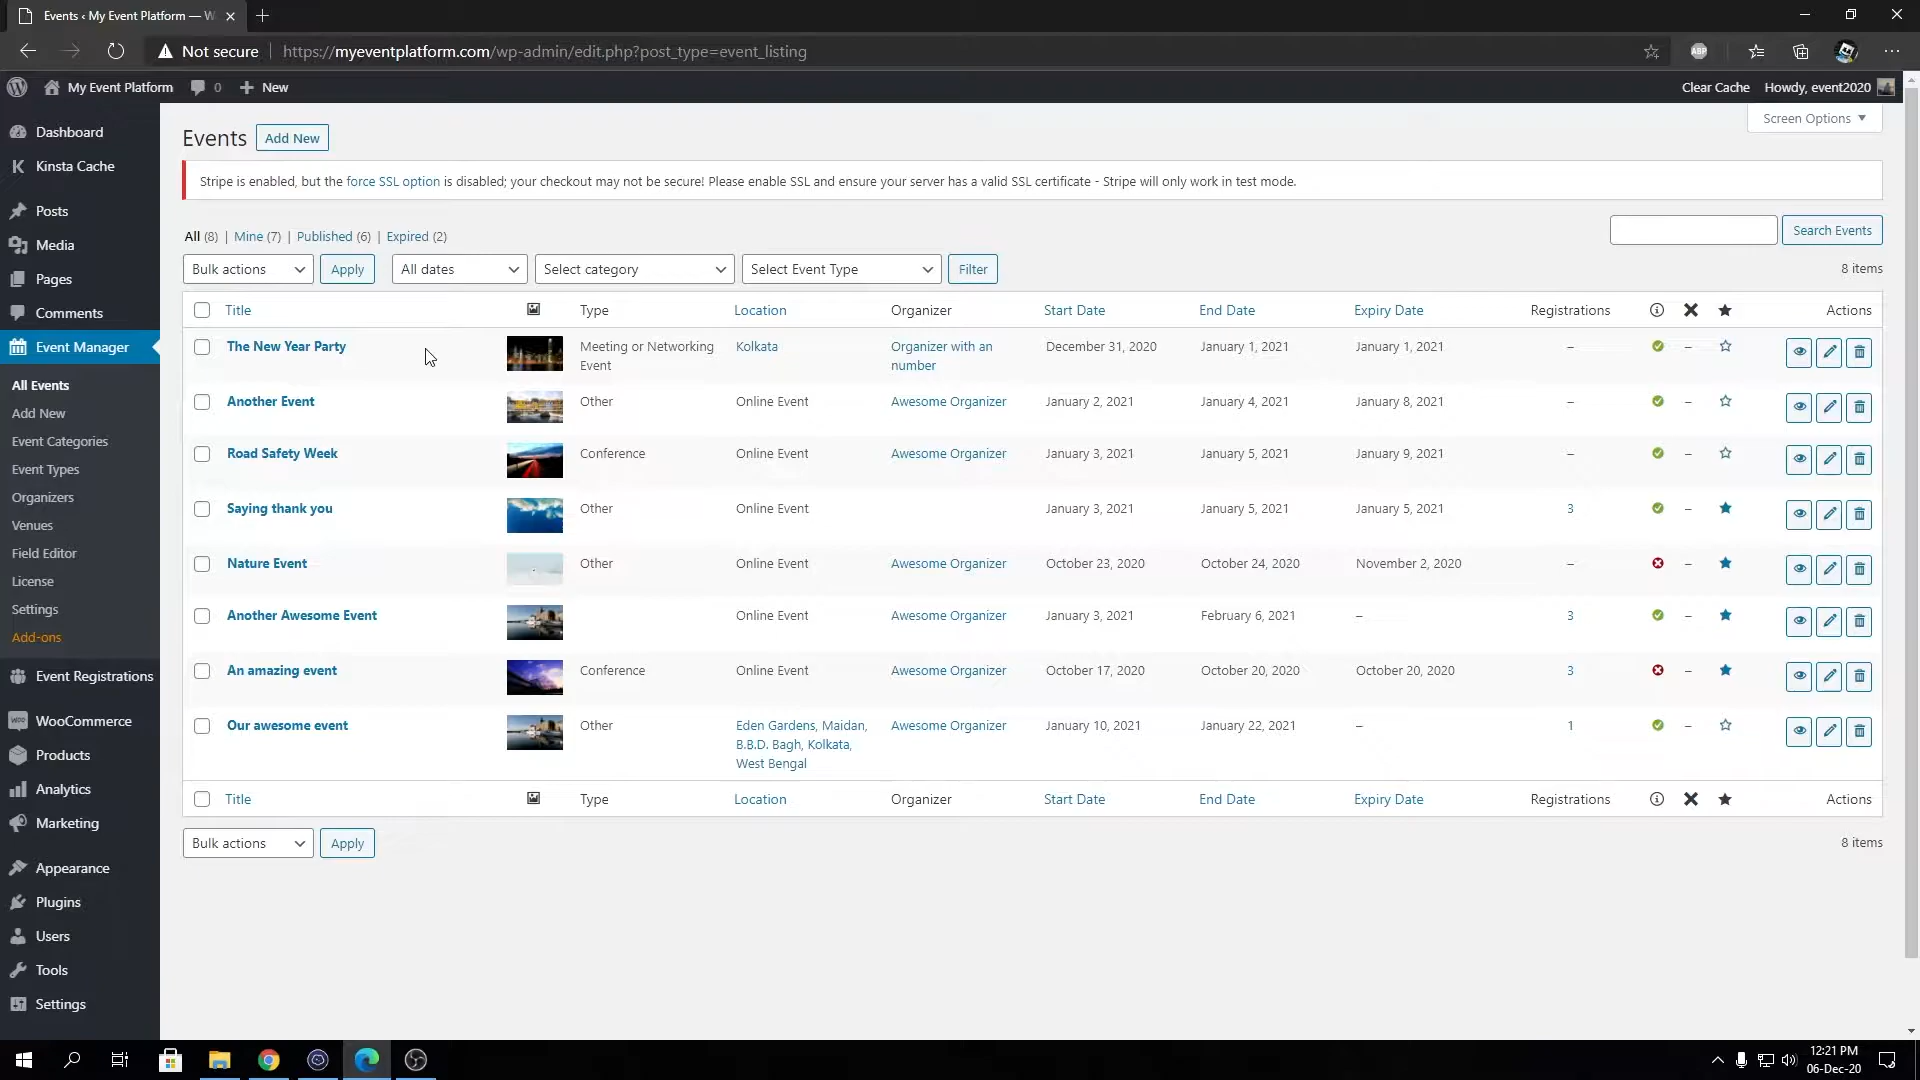 Events ‹ My Event Platform — W
Not secure
https://myeventplatform.com/wp-admin/edit.php?post_type=event_listing
ABP
My Event Platform 0 New
Clear Cache Howdy, event2020
Dashboard
Kinsta Cache
Posts
Media
Pages
Comments
Event Manager
All Events
Add New
Event Categories
Event Types
Organizers
Venues
Field Editor
License
Settings
Add-ons
Event Registrations
WooCommerce
Products
Analytics
Marketing
Appearance
Plugins
Users
Tools
Settings
Screen Options
Events Add New
Stripe is enabled, but the force SSL option is disabled; your checkout may not be secure! Please enable SSL and ensure your server has a valid SSL certificate - Stripe will only work in test mode.
All (8) | Mine (7) | Published (6) | Expired (2)
Search Events
Bulk actions Apply All dates Select category Select Event Type Filter
8 items
Title Type Location Organizer Start Date End Date Expiry Date Registrations Actions
The New Year Party Meeting or Networking Event Kolkata Organizer with an number December 31, 2020 January 1, 2021 January 1, 2021 – –
Another Event Other Online Event Awesome Organizer January 2, 2021 January 4, 2021 January 8, 2021 – –
Road Safety Week Conference Online Event Awesome Organizer January 3, 2021 January 5, 2021 January 9, 2021 – –
Saying thank you Other Online Event January 3, 2021 January 5, 2021 January 5, 2021 3 –
Nature Event Other Online Event Awesome Organizer October 23, 2020 October 24, 2020 November 2, 2020 – –
Another Awesome Event Online Event Awesome Organizer January 3, 2021 February 6, 2021 – 3 –
An amazing event Conference Online Event Awesome Organizer October 17, 2020 October 20, 2020 October 20, 2020 3 –
Our awesome event Other Eden Gardens, Maidan, B.B.D. Bagh, Kolkata, West Bengal Awesome Organizer January 10, 2021 January 22, 2021 – 1 –
Title Type Location Organizer Start Date End Date Expiry Date Registrations Actions
Bulk actions Apply
8 items
12:21 PM
06-Dec-20